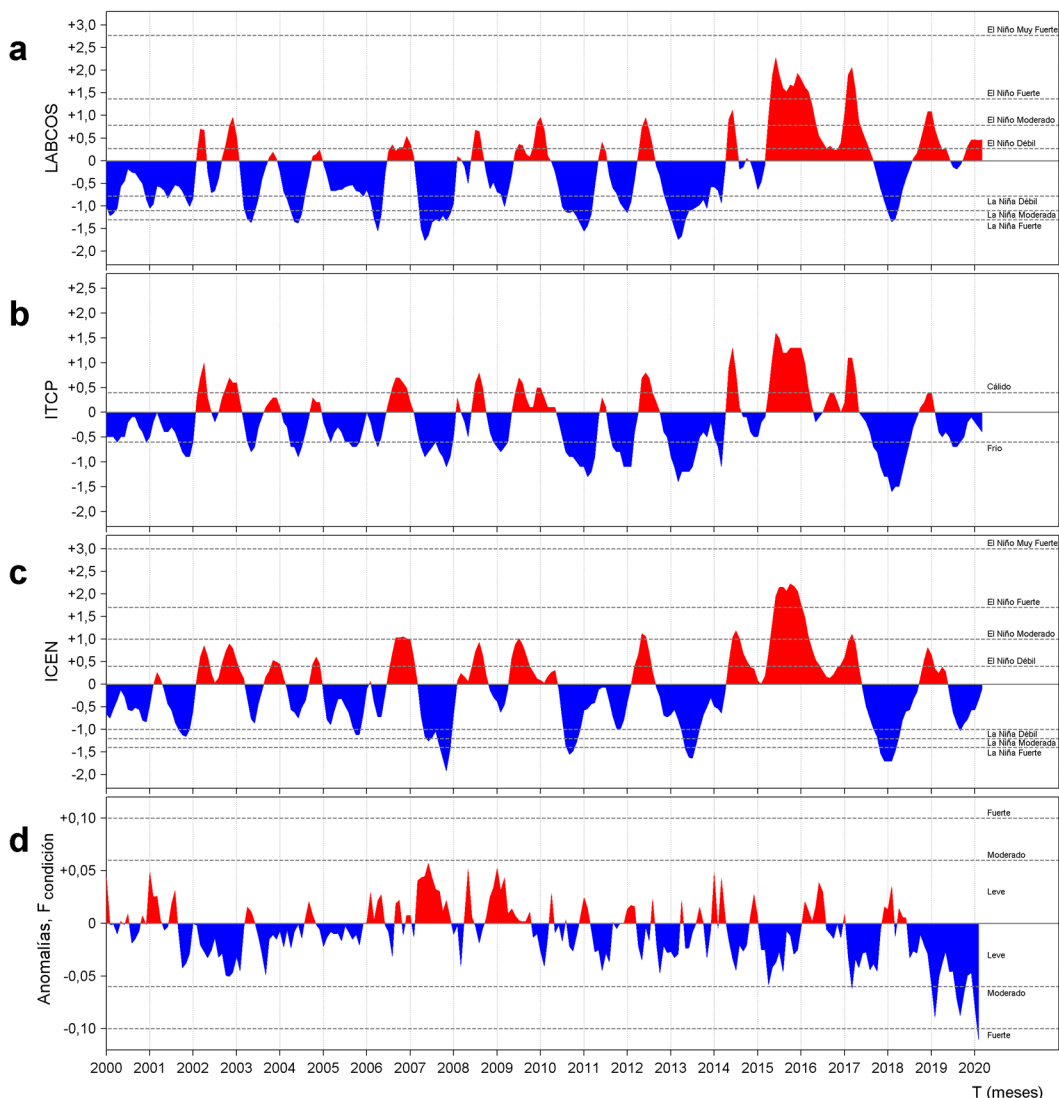 a
LABCOS
+3,0
+2,5
+2,0
+1,5
+1,0
+0,5
0
-0,5
-1,0
-1,5
-2,0
El Niño Muy Fuerte
El Niño Fuerte
El Niño Moderado
El Niño Débil
La Niña Débil
La Niña Moderada
La Niña Fuerte
b
ITCP
+2,5
+2,0
+1,5
+1,0
+0,5
0
-0,5
-1,0
-1,5
-2,0
Cálido
Frío
c
ICEN
+3,0
+2,5
+2,0
+1,5
+1,0
+0,5
0
-0,5
-1,0
-1,5
-2,0
El Niño Muy Fuerte
El Niño Fuerte
El Niño Moderado
El Niño Débil
La Niña Débil
La Niña Moderada
La Niña Fuerte
d
Anomalías, Fcondición
+0,10
+0,05
0
-0,05
-0,10
Fuerte
Moderado
Leve
Leve
Moderado
Fuerte
2000 2001 2002 2003 2004 2005 2006 2007 2008 2009 2010 2011 2012 2013 2014 2015 2016 2017 2018 2019 2020
T (meses)